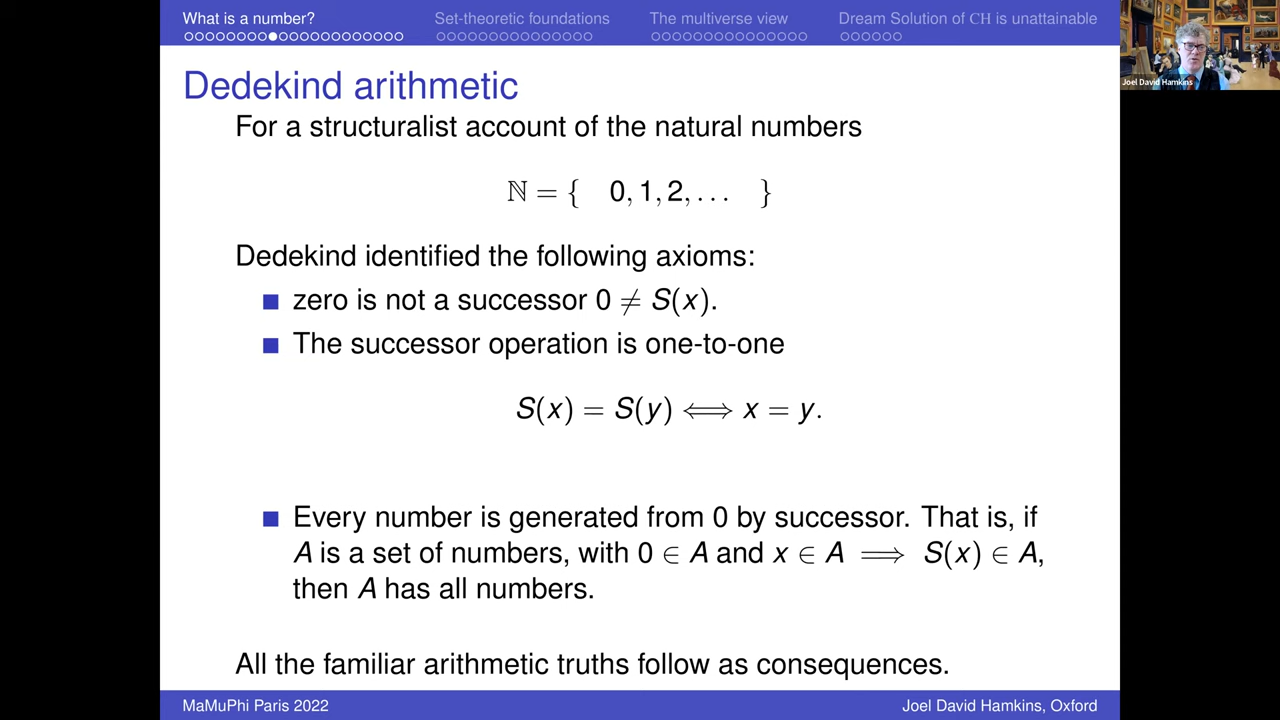 What is a number? Set-theoretic foundations The multiverse view Dream Solution of CH is unattainable
Joel David Hamkins
Dedekind arithmetic
For a structuralist account of the natural numbers
ℕ = { 0, 1, 2, . . . }
Dedekind identified the following axioms:
zero is not a successor 0 ≠ S(x).
The successor operation is one-to-one
S(x) = S(y) ⟺ x = y.
Every number is generated from 0 by successor. That is, if
A is a set of numbers, with 0 ∈ A and x ∈ A ⟹ S(x) ∈ A,
then A has all numbers.
All the familiar arithmetic truths follow as consequences.
MaMuPhi Paris 2022 Joel David Hamkins, Oxford